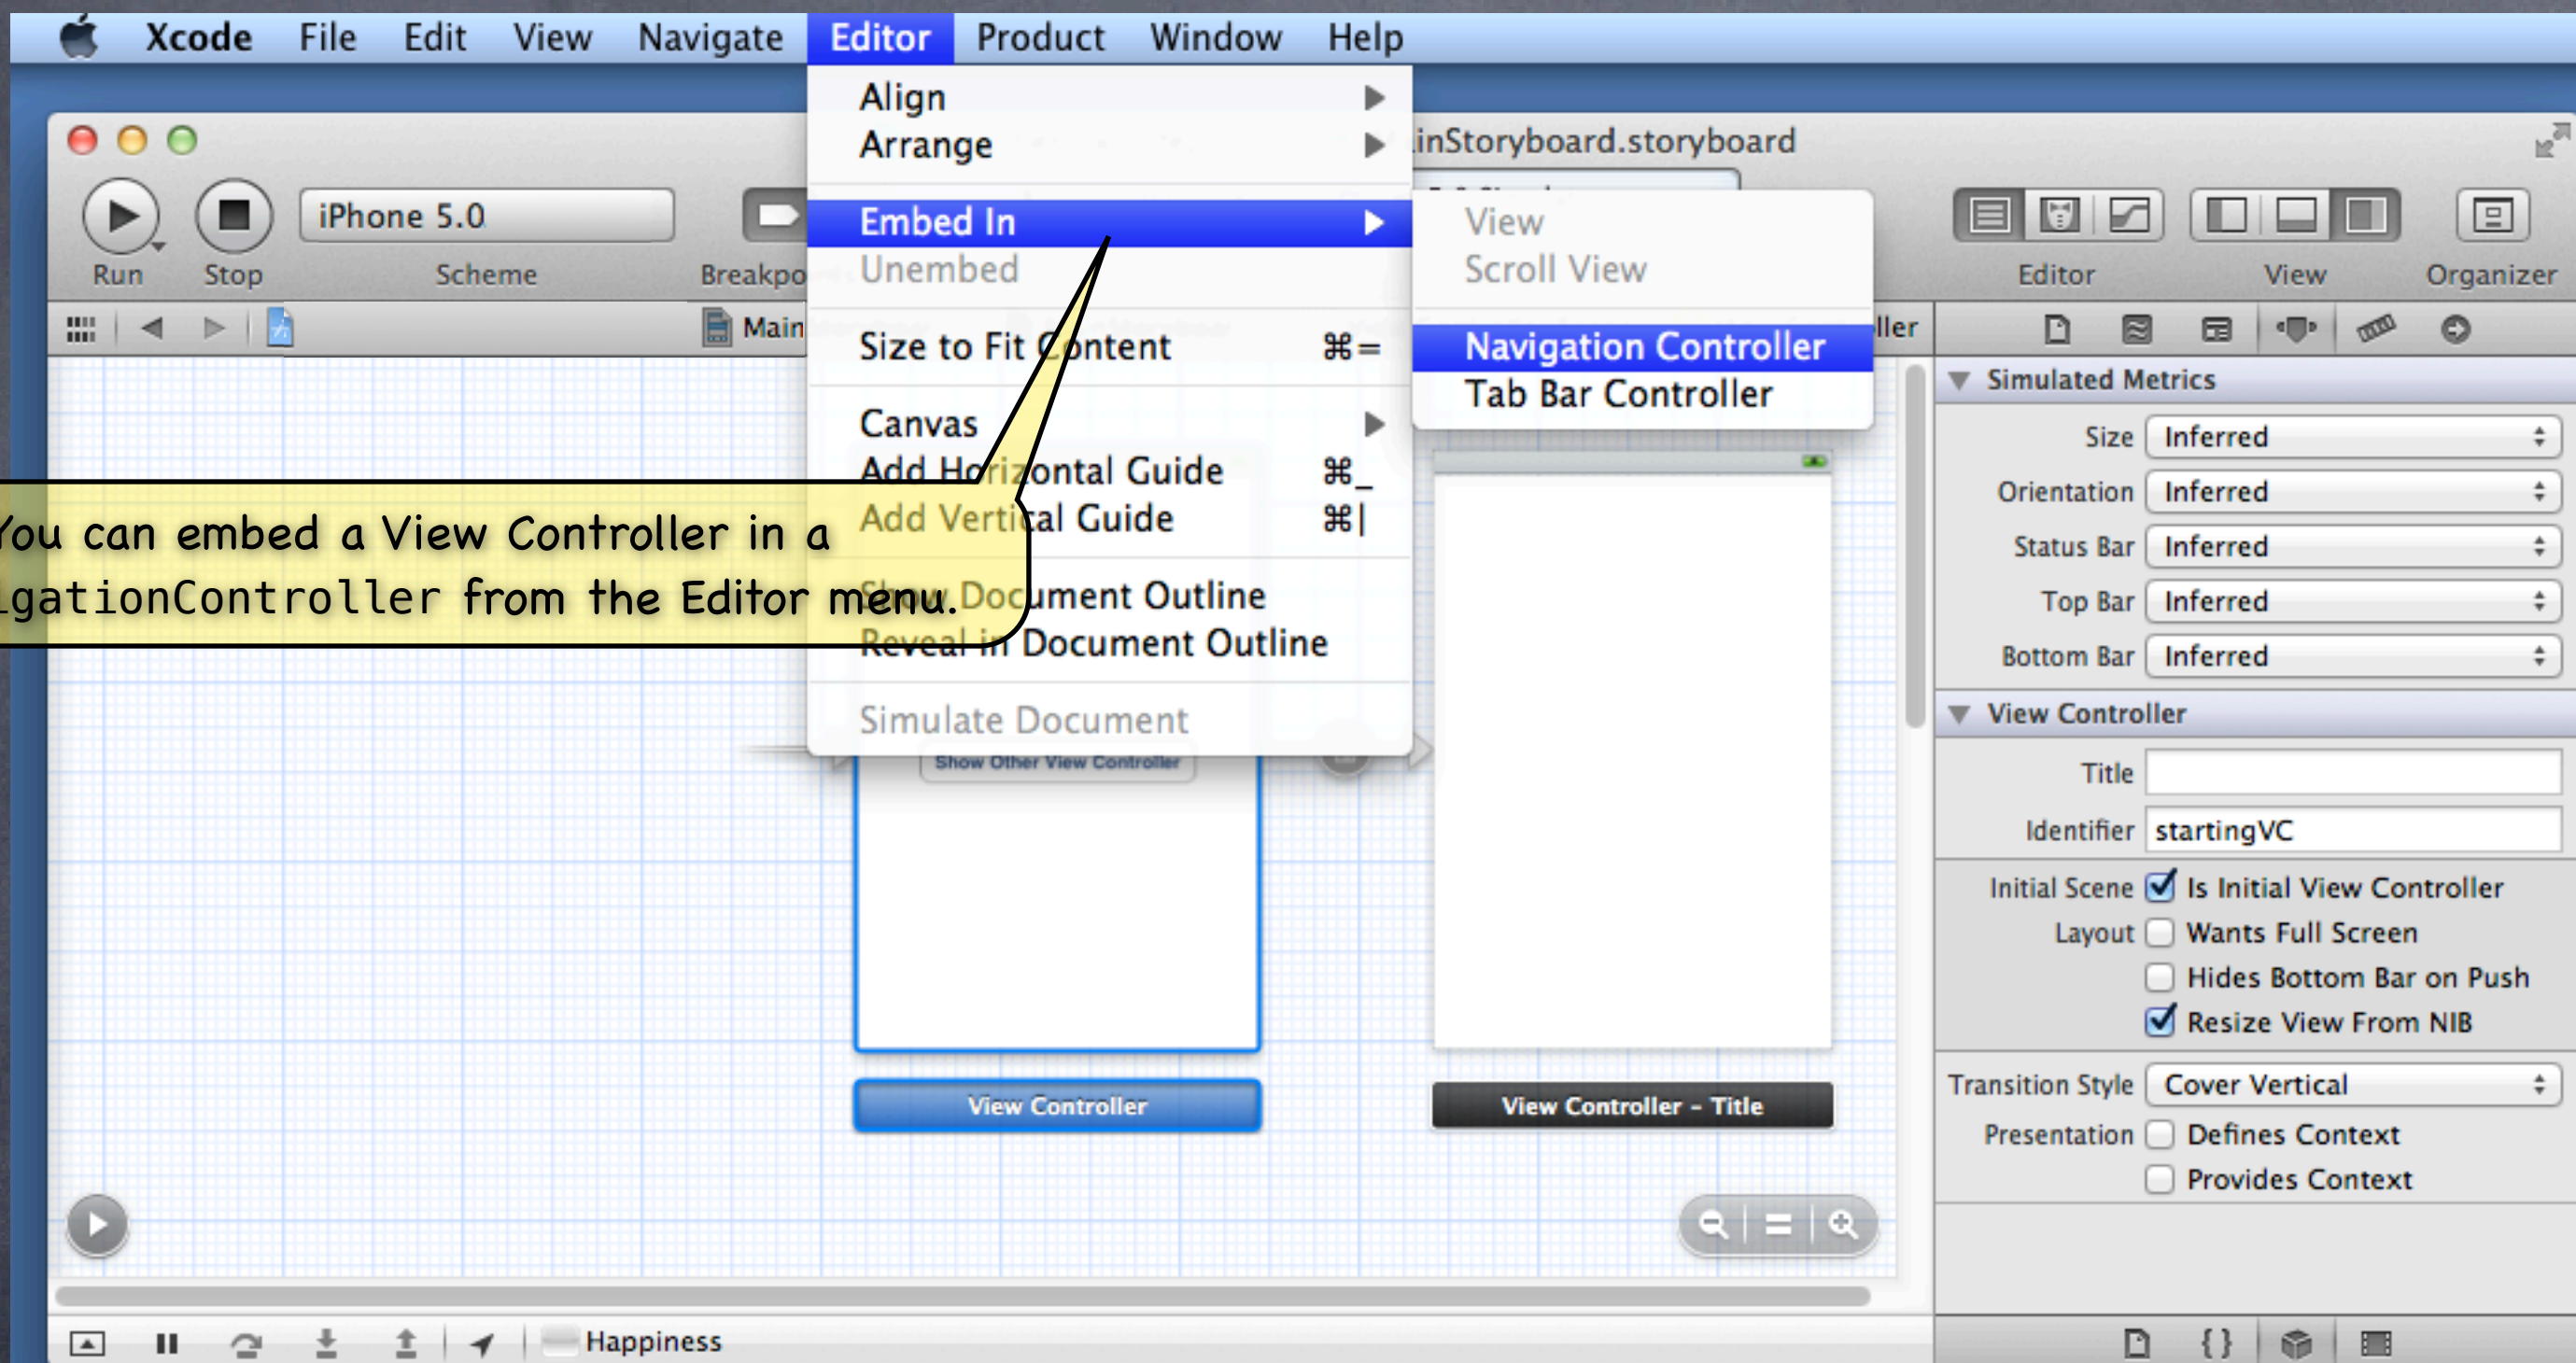 Xcode File Edit View Navigate Editor Product Window Help
inStoryboard.storyboard
iPhone 5.0
Run Stop Scheme Breakpo
Editor View Organizer
Main
ller
Align
Arrange
Embed In
Unembed
Size to Fit Content ⌘=
Canvas
Add Horizontal Guide ⌘_
Add Vertical Guide ⌘|
Show Document Outline
Reveal in Document Outline
Simulate Document
View
Scroll View
Navigation Controller
Tab Bar Controller
You can embed a View Controller in a
igationController from the Editor menu.
Show Other View Controller
View Controller
View Controller - Title
Simulated Metrics
Size Inferred
Orientation Inferred
Status Bar Inferred
Top Bar Inferred
Bottom Bar Inferred
View Controller
Title
Identifier startingVC
Initial Scene Is Initial View Controller
Layout Wants Full Screen
Hides Bottom Bar on Push
Resize View From NIB
Transition Style Cover Vertical
Presentation Defines Context
Provides Context
Happiness